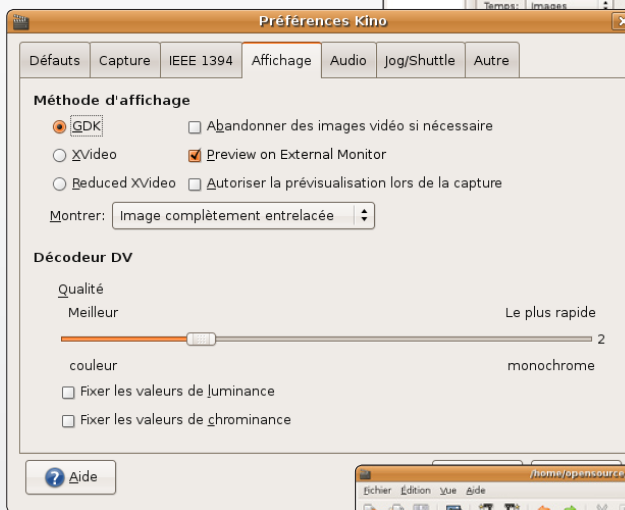 Temps: Images
Préférences Kino
Défauts Capture IEEE 1394 Affichage Audio Jog/Shuttle Autre
Méthode d'affichage
GDK Abandonner des images vidéo si nécessaire
XVideo Preview on External Monitor
Reduced XVideo Autoriser la prévisualisation lors de la capture
Montrer: Image complètement entrelacée
Décodeur DV
Qualité
Meilleur Le plus rapide
2
couleur monochrome
Fixer les valeurs de luminance
Fixer les valeurs de chrominance
Aide
/home/opensource
Fichier Édition Vue Aide